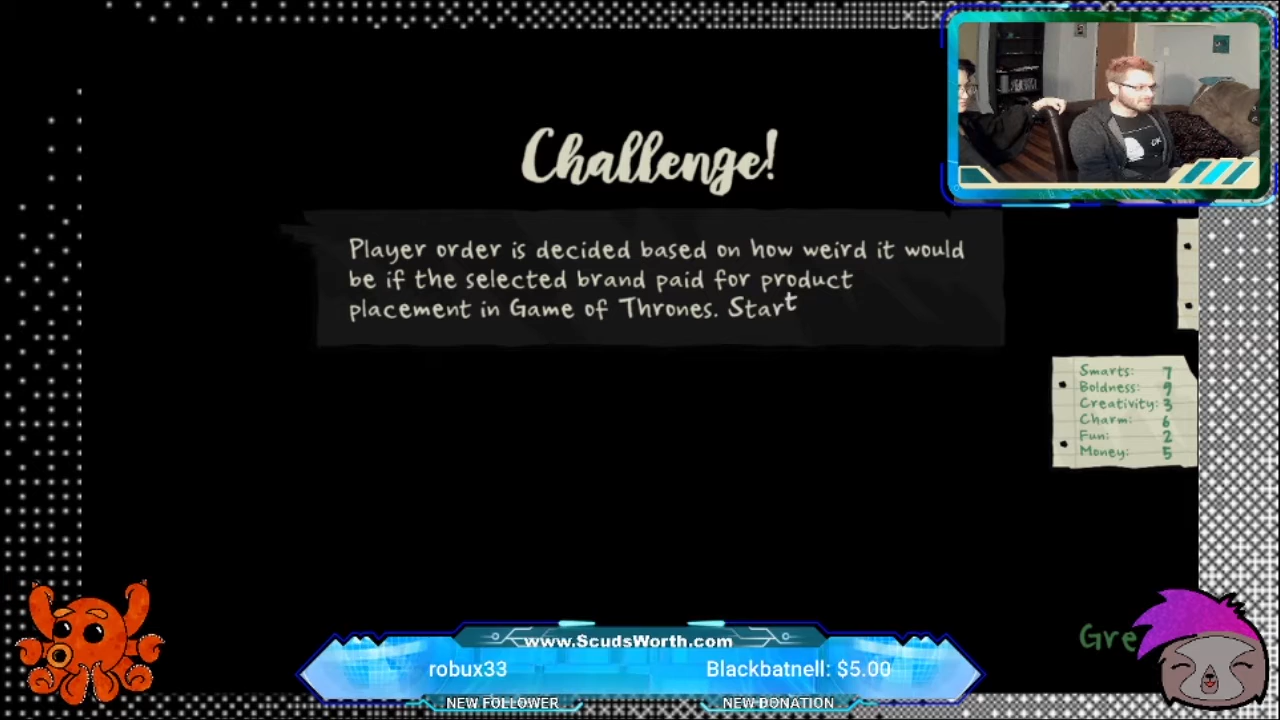 Challenge!
Player order is decided based on how weird it would
be if the selected brand paid for product
placement in Game of Thrones. Start
Smarts: 7
Boldness: 9
Creativity: 3
Charm: 6
Fun: 2
Money: 5
Gre
www.ScudsWorth.com
robux33
Blackbatnell: $5.00
NEW FOLLOWER
NEW DONATION